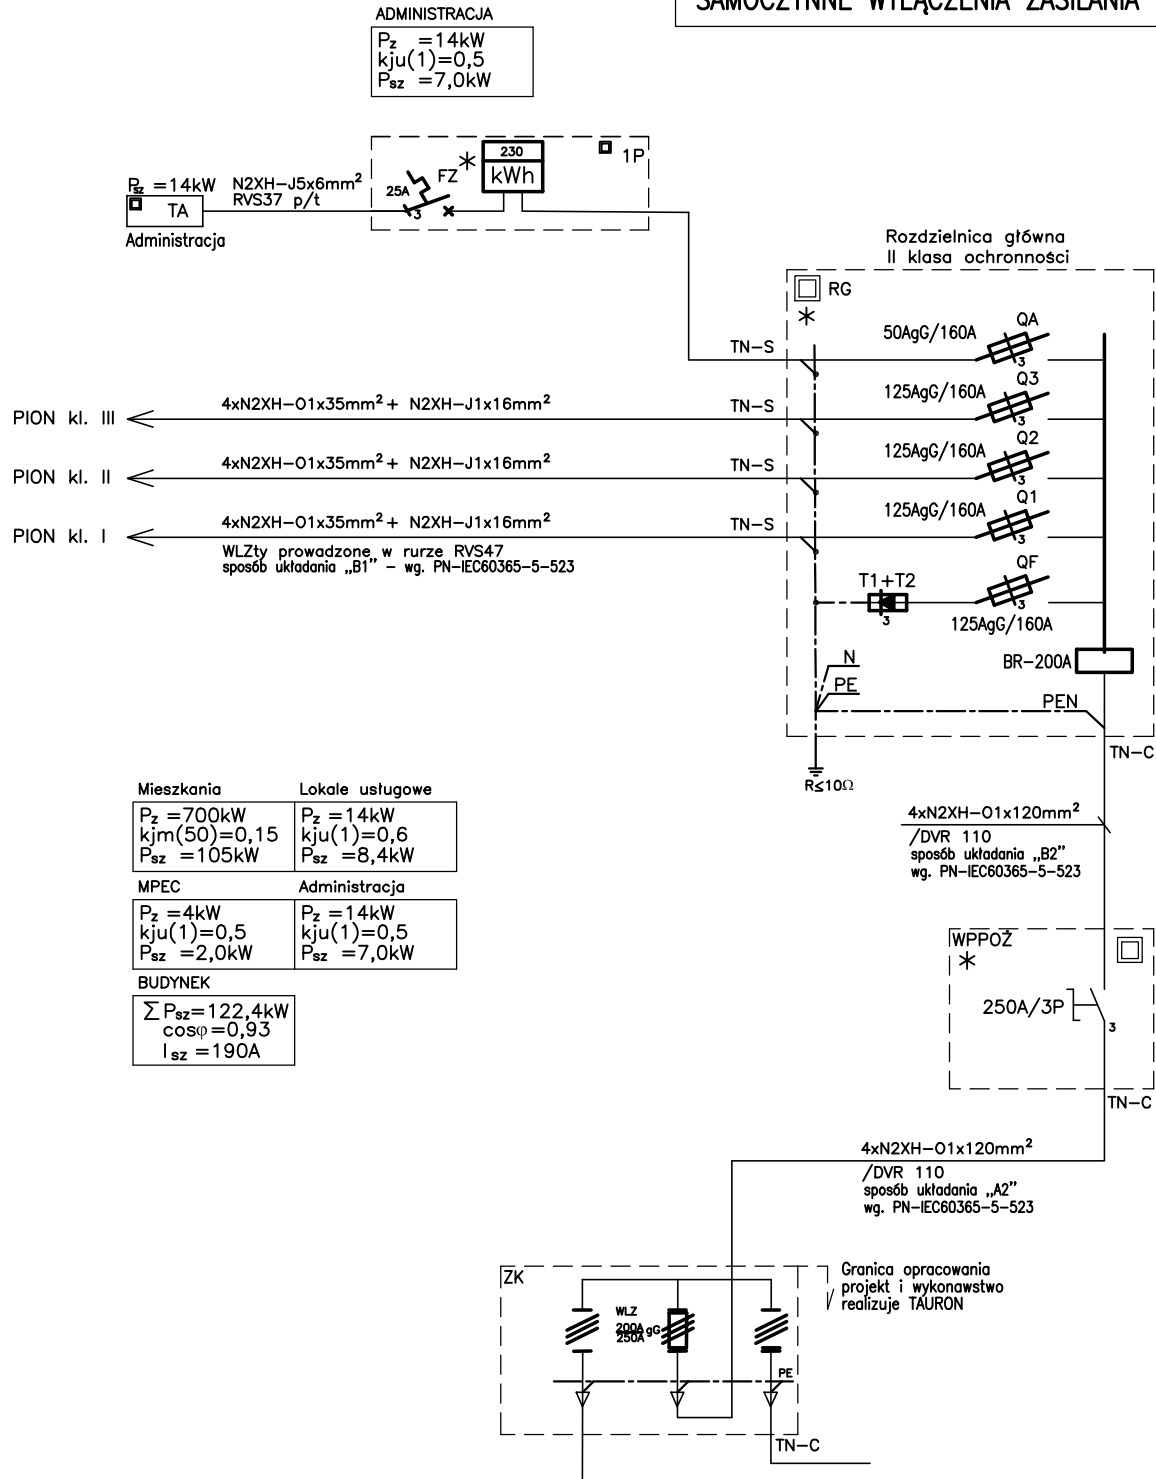 SAMOCZYNNE WYŁĄCZENIA ZASILANIA
ADMINISTRACJA
Pz =14kW
kju(1)=0,5
Psz =7,0kW
230
kWh
1P
FZ
25A
3
Psz =14kW
N2XH-J5x6mm²
RVS37 p/t
TA
Administracja
Rozdzielnica główna
II klasa ochronności
RG
TN-S
50AgG/160A
QA
3
PION kl. III
4xN2XH-O1x35mm² + N2XH-J1x16mm²
TN-S
125AgG/160A
Q3
3
PION kl. II
4xN2XH-O1x35mm² + N2XH-J1x16mm²
TN-S
125AgG/160A
Q2
3
PION kl. I
4xN2XH-O1x35mm² + N2XH-J1x16mm²
TN-S
125AgG/160A
Q1
3
WLZty prowadzone w rurze RVS47
sposób układania „B1” – wg. PN-IEC60365-5-523
T1+T2
3
QF
3
125AgG/160A
BR-200A
N
PE
PEN
TN-C
R≤10Ω
Mieszkania
Pz =700kW
kjm(50)=0,15
Psz =105kW
Lokale usługowe
Pz =14kW
kju(1)=0,6
Psz =8,4kW
MPEC
Pz =4kW
kju(1)=0,5
Psz =2,0kW
Administracja
Pz =14kW
kju(1)=0,5
Psz =7,0kW
BUDYNEK
∑ Psz=122,4kW
cosφ=0,93
Isz =190A
4xN2XH-O1x120mm²
/DVR 110
sposób układania „B2”
wg. PN-IEC60365-5-523
WPPOŻ
250A/3P
3
TN-C
4xN2XH-O1x120mm²
/DVR 110
sposób układania „A2”
wg. PN-IEC60365-5-523
ZK
WLZ
200A
250A gG
PE
TN-C
Granica opracowania
projekt i wykonawstwo
realizuje TAURON